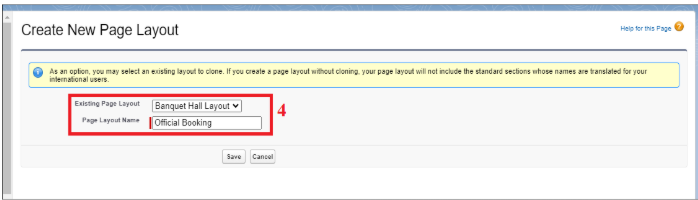 Create New Page Layout
Help for this Page
As an option, you may select an existing layout to clone. If you create a page layout without cloning, your page layout will not include the standard sections whose names are translated for your
international users.
Existing Page Layout Banquet Hall Layout
4
Page Layout Name Official Booking
Save Cancel